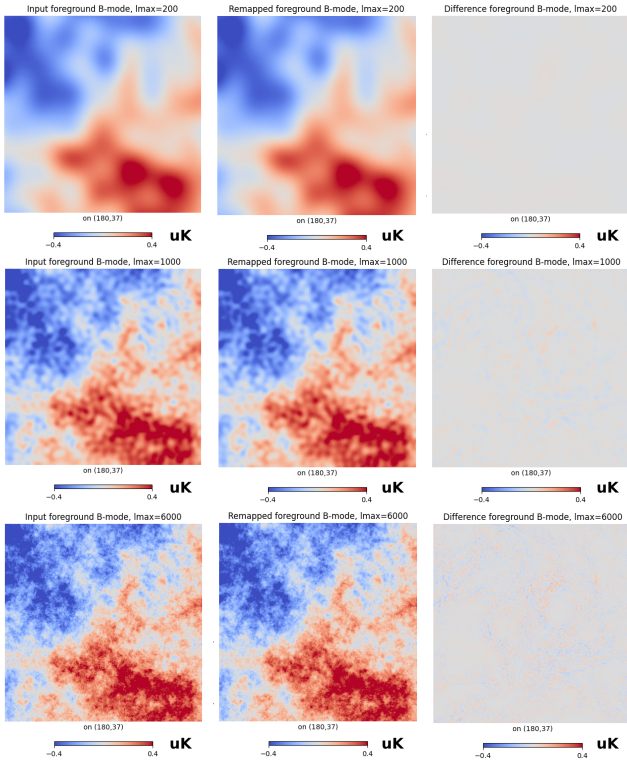 Input foreground B-mode, lmax=200
Remapped foreground B-mode, lmax=200
Difference foreground B-mode, lmax=200
on (180,37)
on (180,37)
on (180,37)
−0.4 0.4 uK
−0.4 0.4 uK
−0.4 0.4 uK
Input foreground B-mode, lmax=1000
Remapped foreground B-mode, lmax=1000
Difference foreground B-mode, lmax=1000
on (180,37)
on (180,37)
on (180,37)
−0.4 0.4 uK
−0.4 0.4 uK
−0.4 0.4 uK
Input foreground B-mode, lmax=6000
Remapped foreground B-mode, lmax=6000
Difference foreground B-mode, lmax=6000
on (180,37)
on (180,37)
on (180,37)
−0.4 0.4 uK
−0.4 0.4 uK
−0.4 0.4 uK